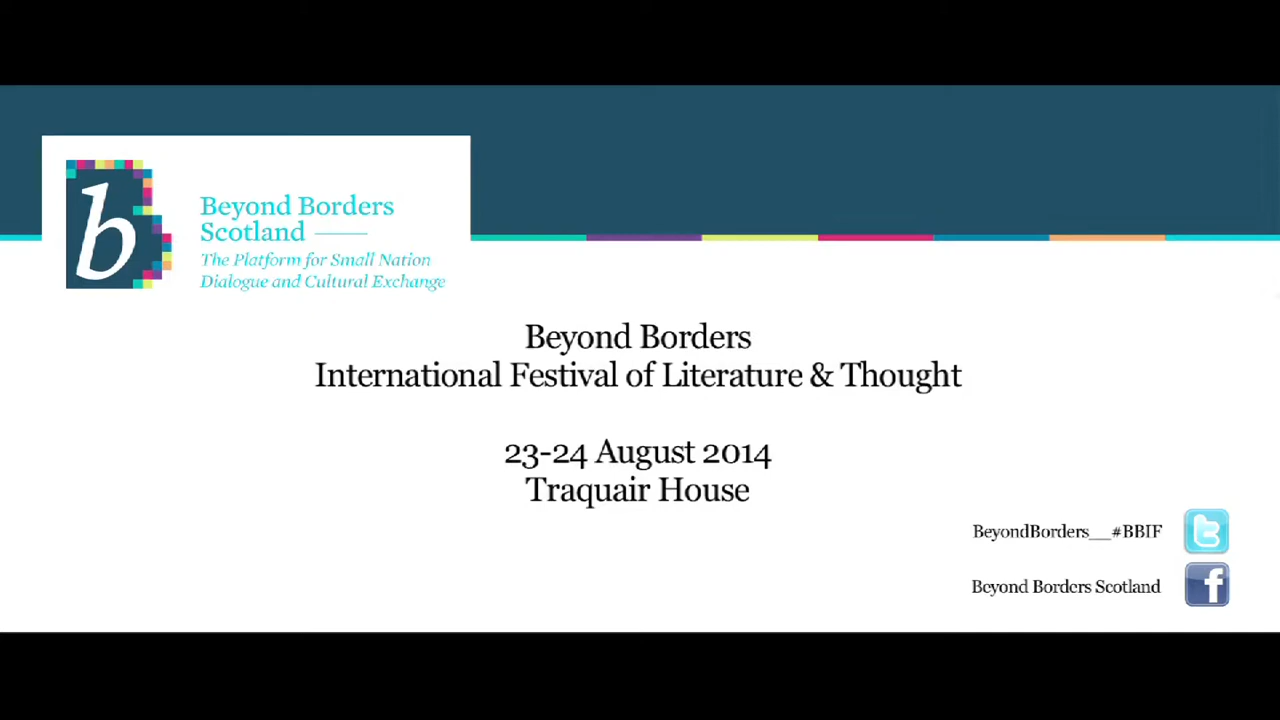 b
Beyond Borders
Scotland
The Platform for Small Nation
Dialogue and Cultural Exchange
Beyond Borders
International Festival of Literature & Thought
23-24 August 2014
Traquair House
BeyondBorders__#BBIF
t
Beyond Borders Scotland
f